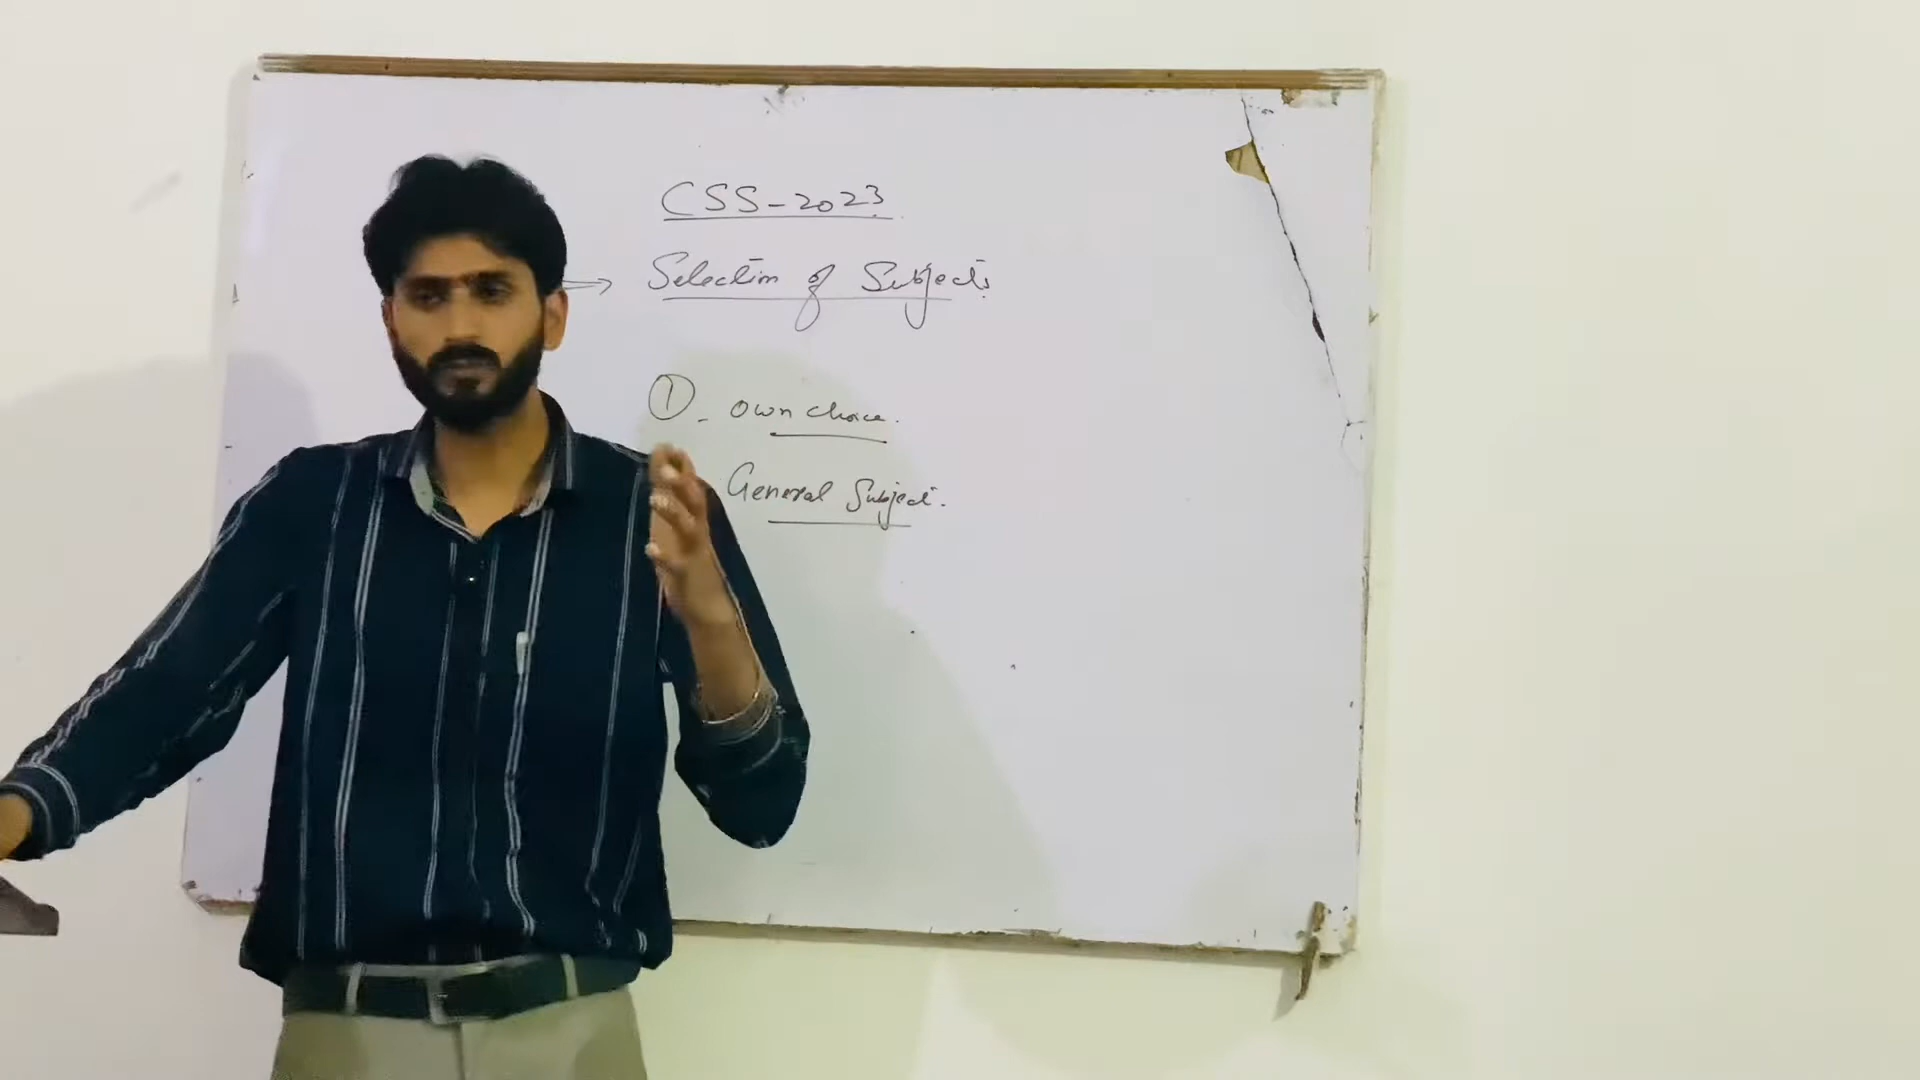 CSS-2023
→ Selection of Subjects
① - own choice.
General Subject.